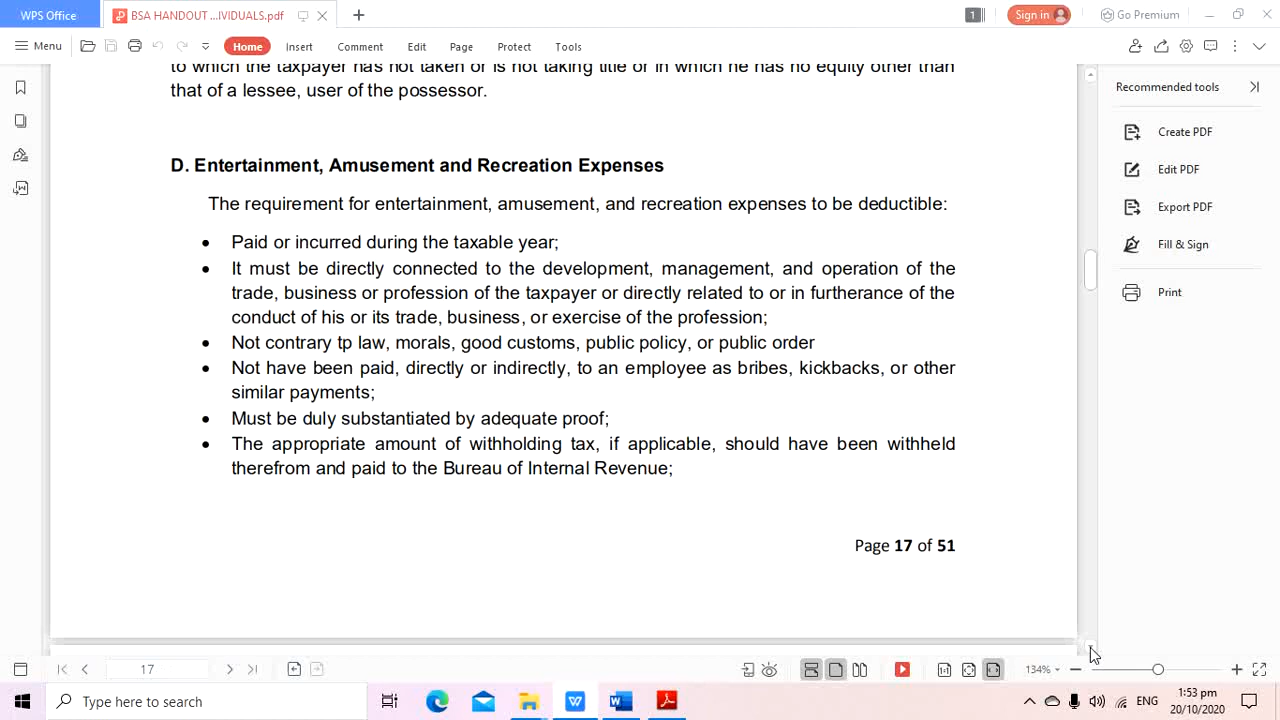 WPS Office
BSA HANDOUT ...IVIDUALS.pdf
1
Sign in
Go Premium
Menu
Home
Insert
Comment
Edit
Page
Protect
Tools
to which the taxpayer has not taken or is not taking title or in which he has no equity other than
that of a lessee, user of the possessor.
D. Entertainment, Amusement and Recreation Expenses
The requirement for entertainment, amusement, and recreation expenses to be deductible:
• Paid or incurred during the taxable year;
• It must be directly connected to the development, management, and operation of the
trade, business or profession of the taxpayer or directly related to or in furtherance of the
conduct of his or its trade, business, or exercise of the profession;
• Not contrary tp law, morals, good customs, public policy, or public order
• Not have been paid, directly or indirectly, to an employee as bribes, kickbacks, or other
similar payments;
• Must be duly substantiated by adequate proof;
• The appropriate amount of withholding tax, if applicable, should have been withheld
therefrom and paid to the Bureau of Internal Revenue;
Page 17 of 51
Recommended tools
Create PDF
Edit PDF
Export PDF
Fill & Sign
Print
17
134%
Type here to search
ENG
1:53 pm
20/10/2020